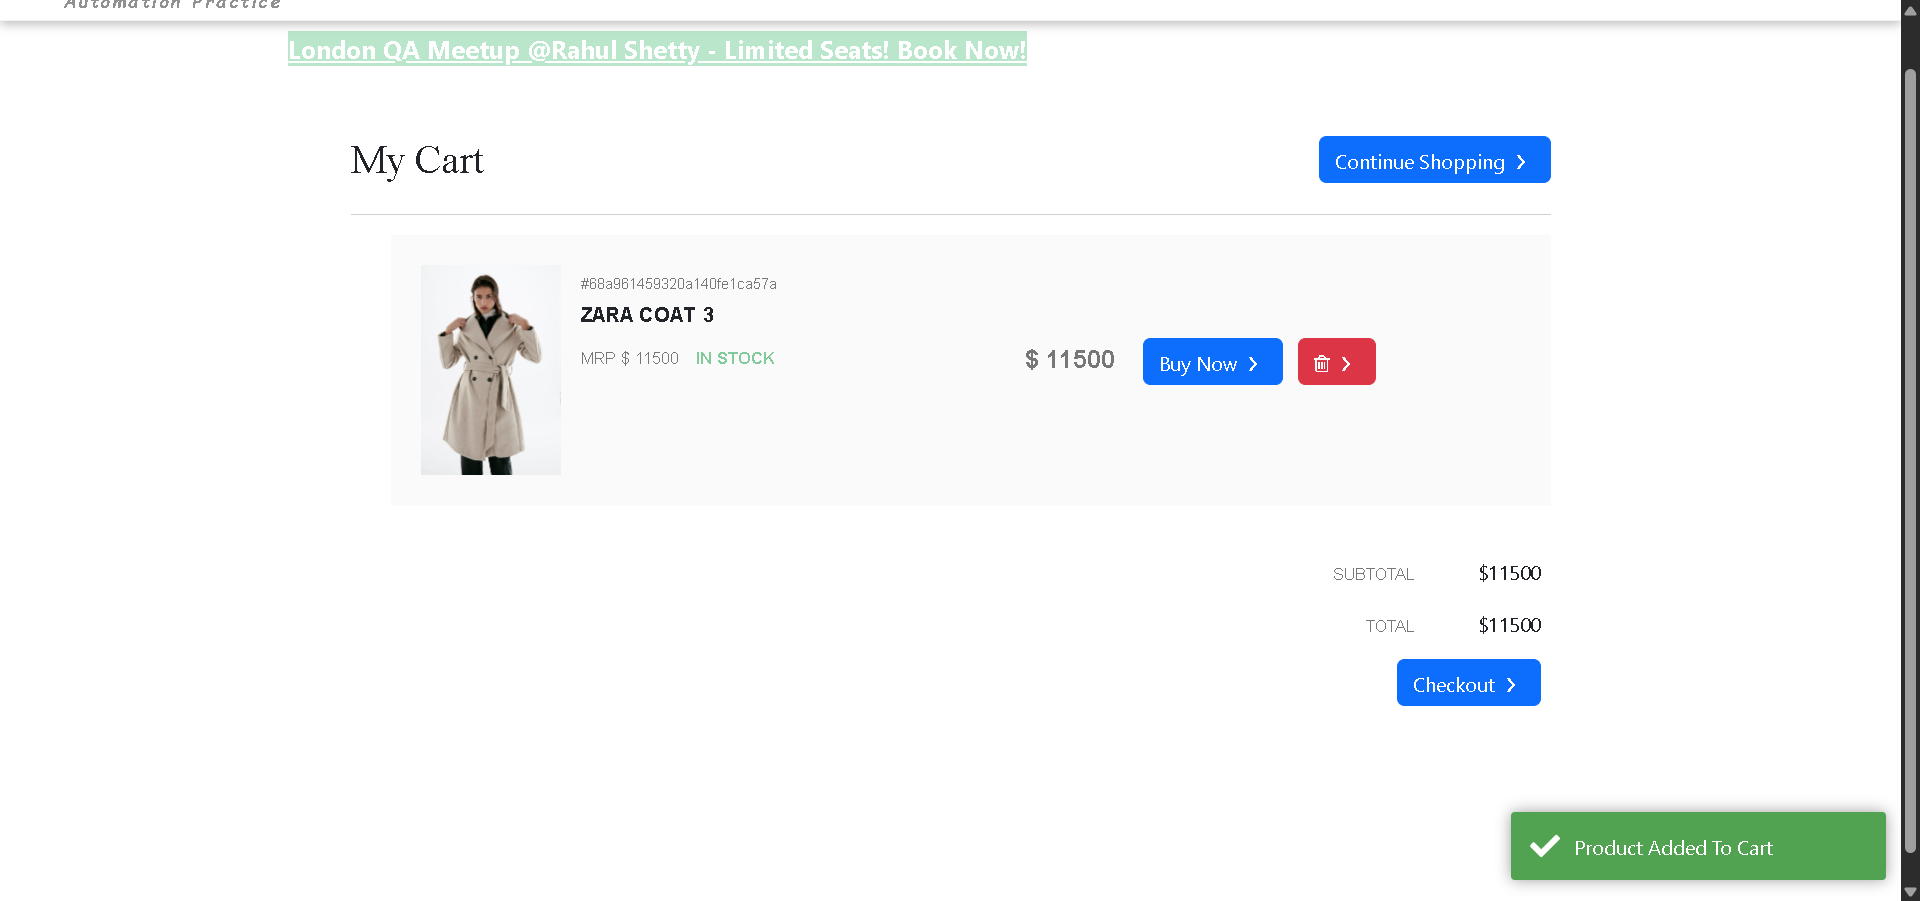 Automation Practice
London QA Meetup @Rahul Shetty - Limited Seats! Book Now!
My Cart
Continue Shopping
#68a961459320a140fe1ca57a
ZARA COAT 3
MRP $ 11500 IN STOCK
$ 11500
Buy Now
SUBTOTAL $11500
TOTAL $11500
Checkout
Product Added To Cart